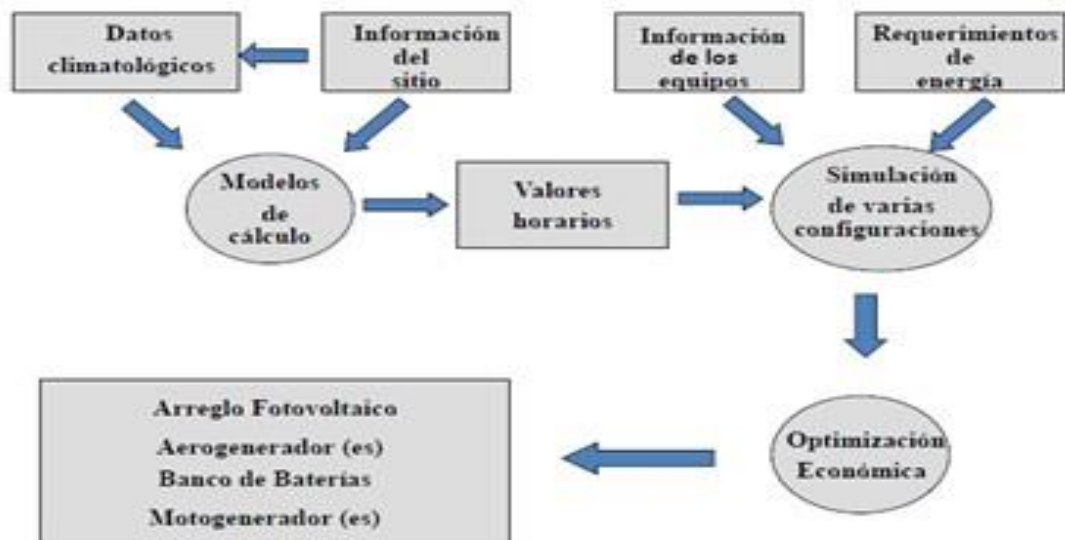 Datos
climatológicos
Información
del
sitio
Información
de los
equipos
Requerimientos
de
energía
Modelos
de
cálculo
Valores
horarios
Simulación
de varias
configuraciones
Arreglo Fotovoltaico
Aerogenerador (es)
Banco de Baterías
Motogenerador (es)
Optimización
Económica